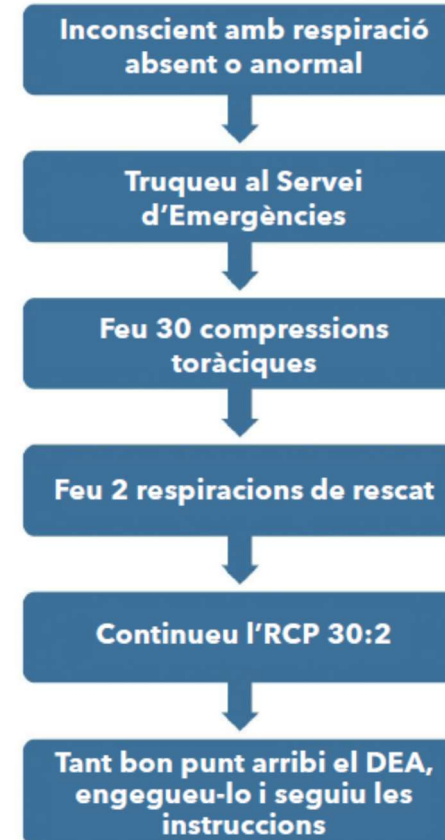 Inconscient amb respiració
absent o anormal
Truqueu al Servei
d'Emergències
Feu 30 compressions
toràciques
Feu 2 respiracions de rescat
Continueu l'RCP 30:2
Tant bon punt arribi el DEA,
engegueu-lo i seguiu les
instruccions